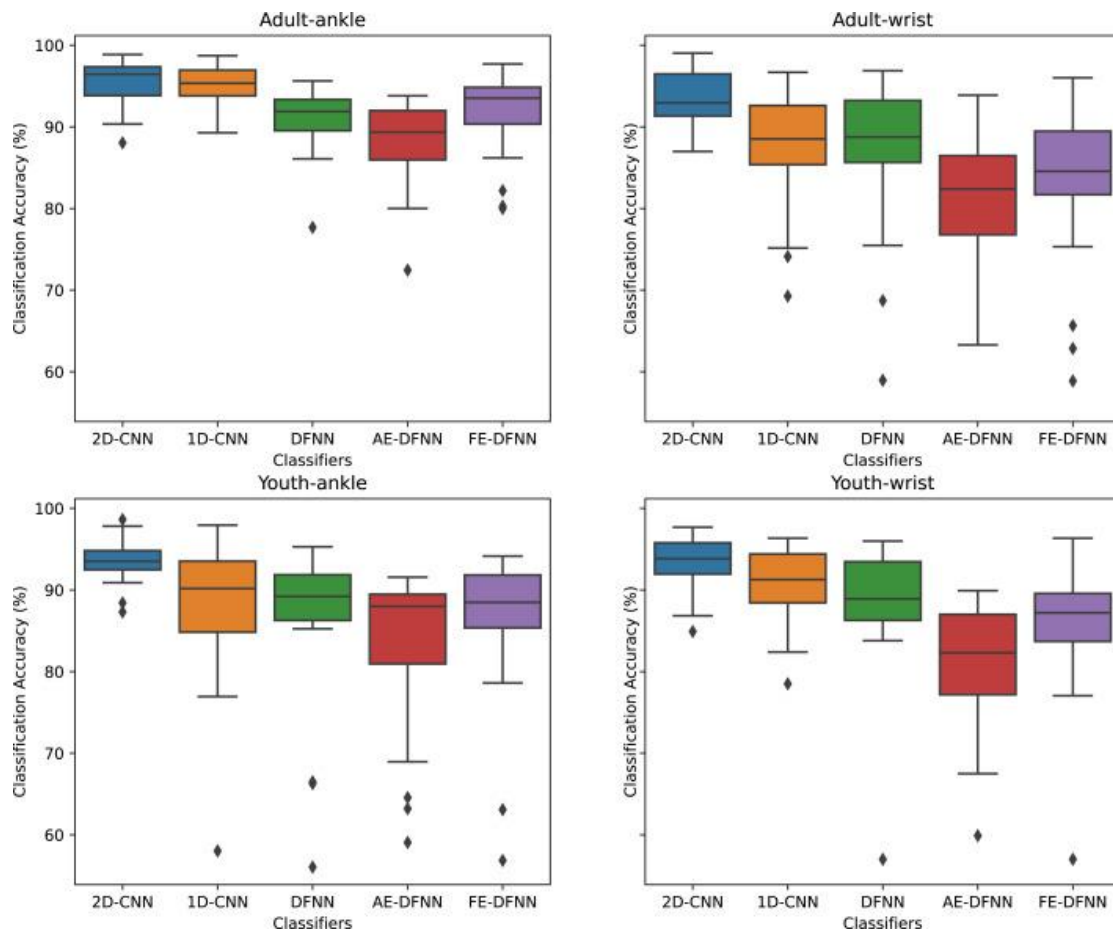 Adult-ankle
Classification Accuracy (%)
100
90
80
70
60
2D-CNN 1D-CNN DFNN AE-DFNN FE-DFNN
Classifiers
Adult-wrist
Classification Accuracy (%)
2D-CNN 1D-CNN DFNN AE-DFNN FE-DFNN
Classifiers
Youth-ankle
Classification Accuracy (%)
100
90
80
70
60
2D-CNN 1D-CNN DFNN AE-DFNN FE-DFNN
Classifiers
Youth-wrist
Classification Accuracy (%)
2D-CNN 1D-CNN DFNN AE-DFNN FE-DFNN
Classifiers